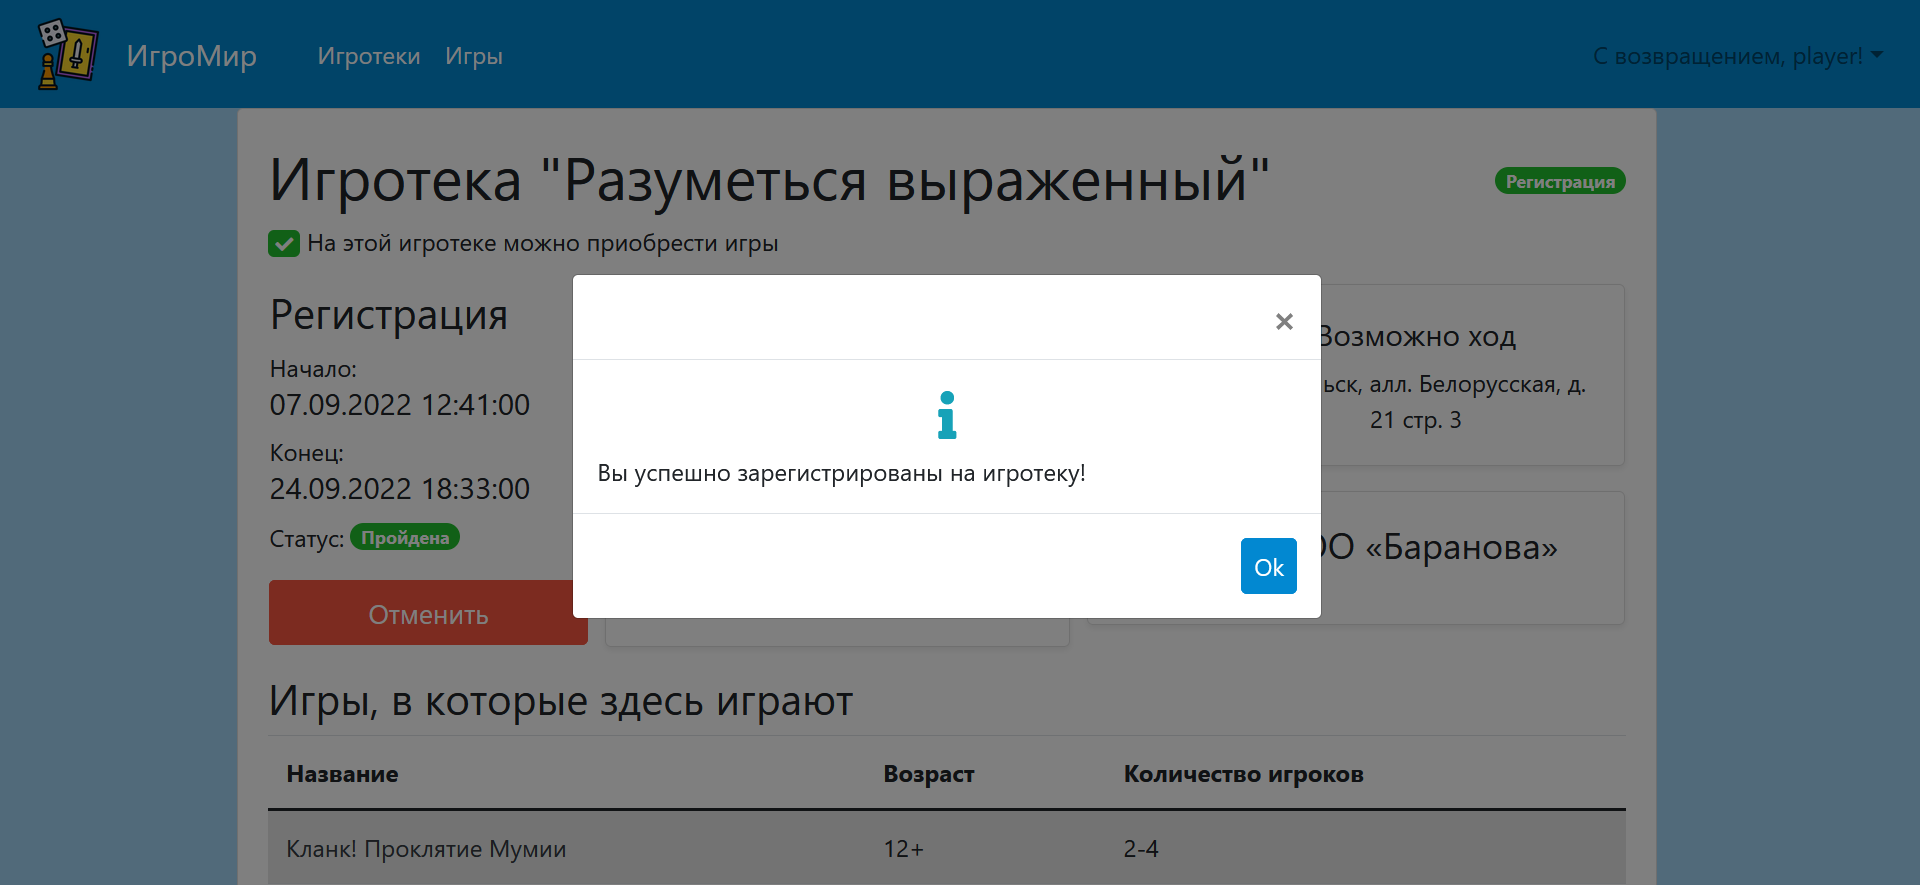 ИгроМир
Игротеки Игры
С возвращением, player!
Игротека "Разуметься выраженный"
Регистрация
На этой игротеке можно приобрести игры
Регистрация
Начало:
07.09.2022 12:41:00
Конец:
24.09.2022 18:33:00
Статус: Пройдена
Отменить
×
Вы успешно зарегистрированы на игротеку!
Ok
Возможно ход
алл. Белорусская, д.
21 стр. 3
«Баранова»
Игры, в которые здесь играют
Название Возраст Количество игроков
Кланк! Проклятие Мумии 12+ 2-4